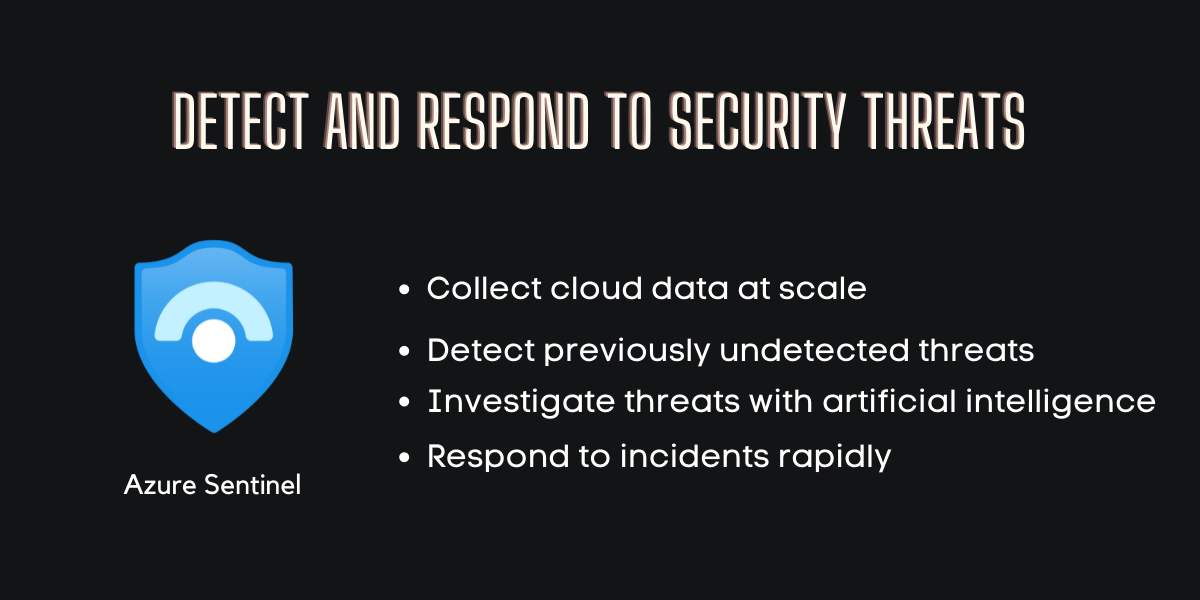 DETECT AND RESPOND TO SECURITY THREATS
Azure Sentinel
• Collect cloud data at scale
• Detect previously undetected threats
• Investigate threats with artificial intelligence
• Respond to incidents rapidly